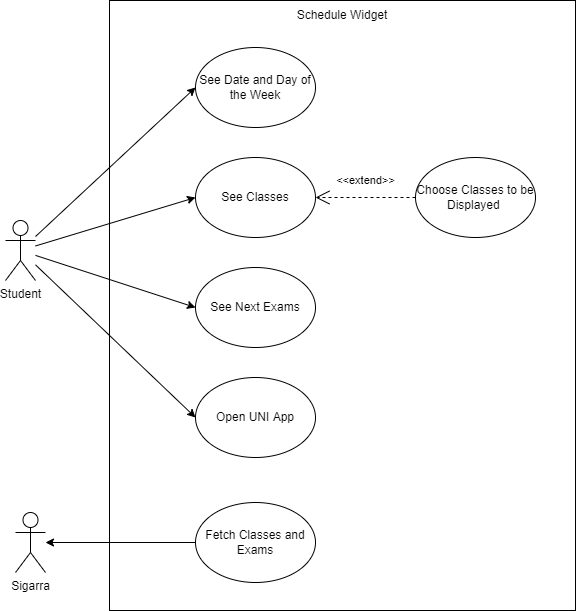 Schedule Widget
See Date and Day of
the Week
<<extend>>
See Classes
Choose Classes to be
Displayed
Student
See Next Exams
Open UNI App
Fetch Classes and
Exams
Sigarra